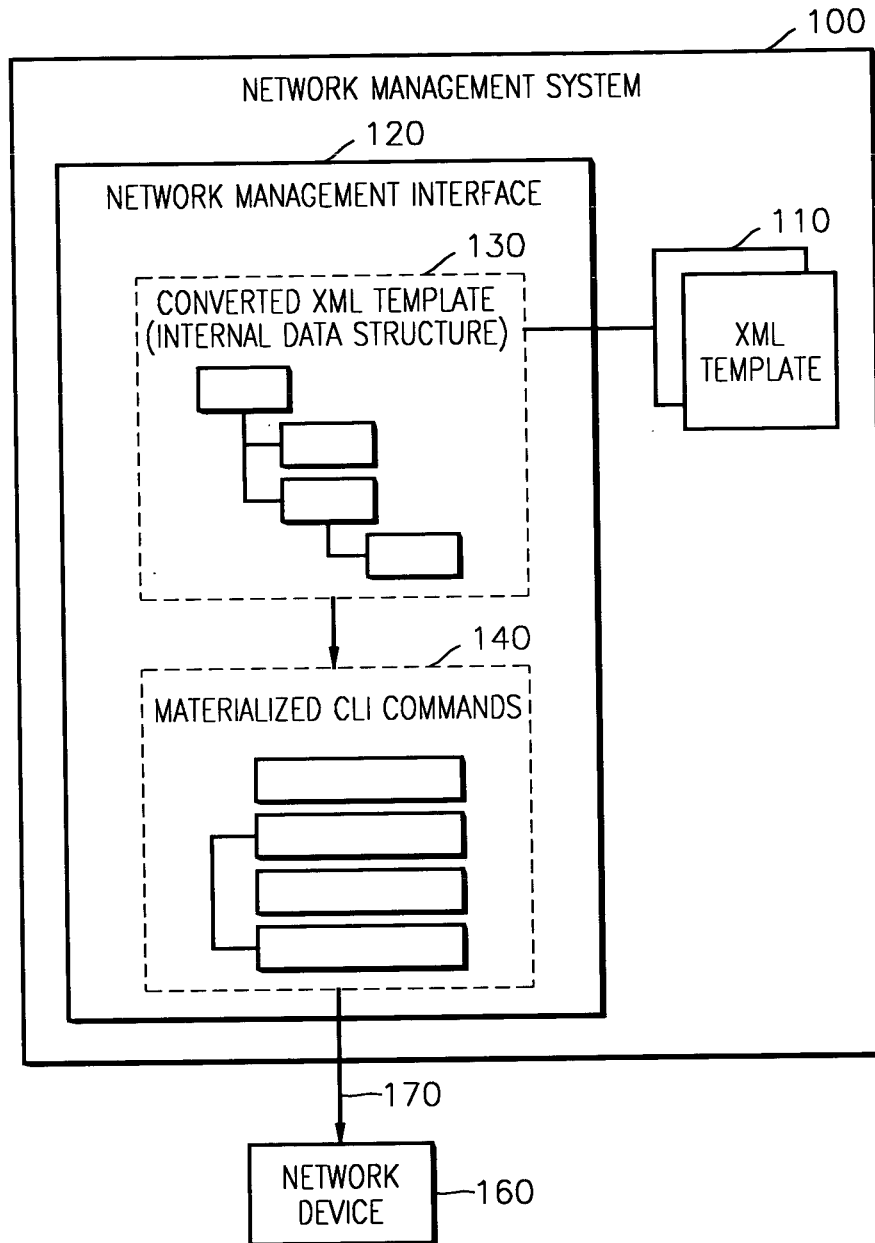 100
NETWORK MANAGEMENT SYSTEM
120
NETWORK MANAGEMENT INTERFACE
110
130
CONVERTED XML TEMPLATE
(INTERNAL DATA STRUCTURE)
XML
TEMPLATE
140
MATERIALIZED CLI COMMANDS
170
NETWORK
DEVICE
160